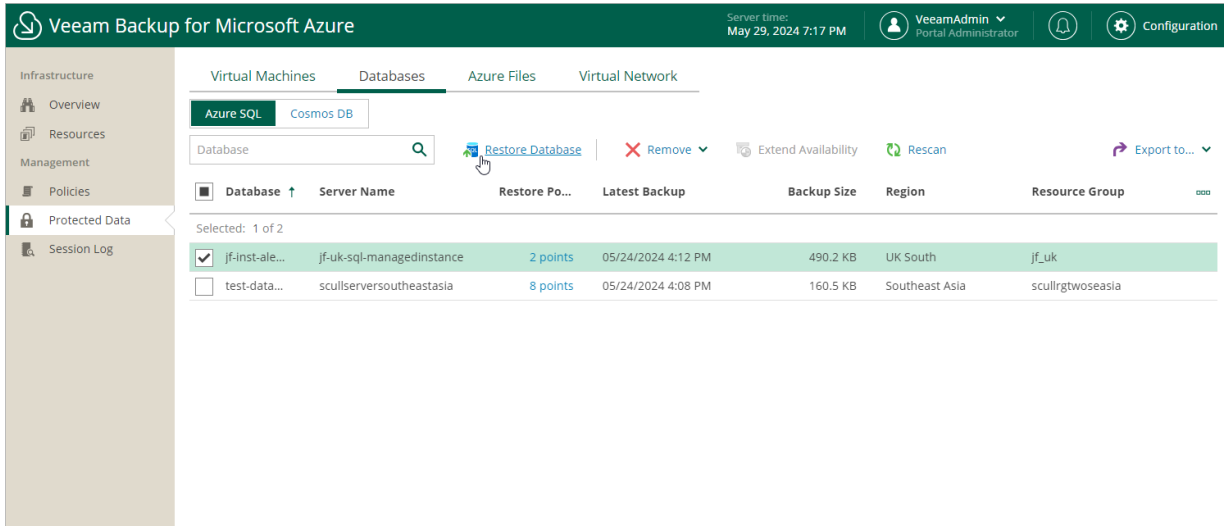 Veeam Backup for Microsoft Azure
Server time:
May 29, 2024 7:17 PM
VeeamAdmin
Portal Administrator
Configuration
Infrastructure
Overview
Resources
Management
Policies
Protected Data
Session Log
Virtual Machines Databases Azure Files Virtual Network
Azure SQL Cosmos DB
Database Restore Database Remove Extend Availability Rescan Export to...
Database ↑ Server Name Restore Po... Latest Backup Backup Size Region Resource Group
Selected: 1 of 2
jf-inst-ale... jf-uk-sql-managedinstance 2 points 05/24/2024 4:12 PM 490.2 KB UK South jf_uk
test-data... scullserversoutheastasia 8 points 05/24/2024 4:08 PM 160.5 KB Southeast Asia scullrgtwoseasia